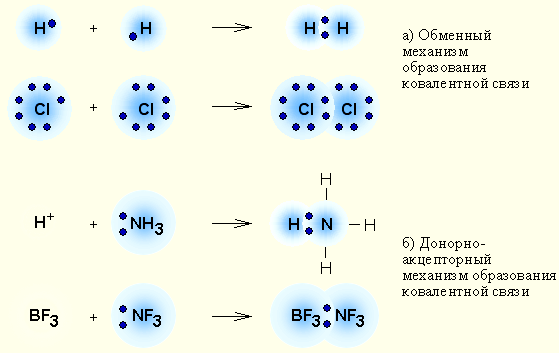 H + H H H
а) Обменный
механизм
образования
ковалентной связи
Cl + Cl Cl Cl
H
H⁺ + NH₃ H N H
H
б) Донорно-
акцепторный
механизм образования
ковалентной связи
BF₃ + NF₃ BF₃ NF₃